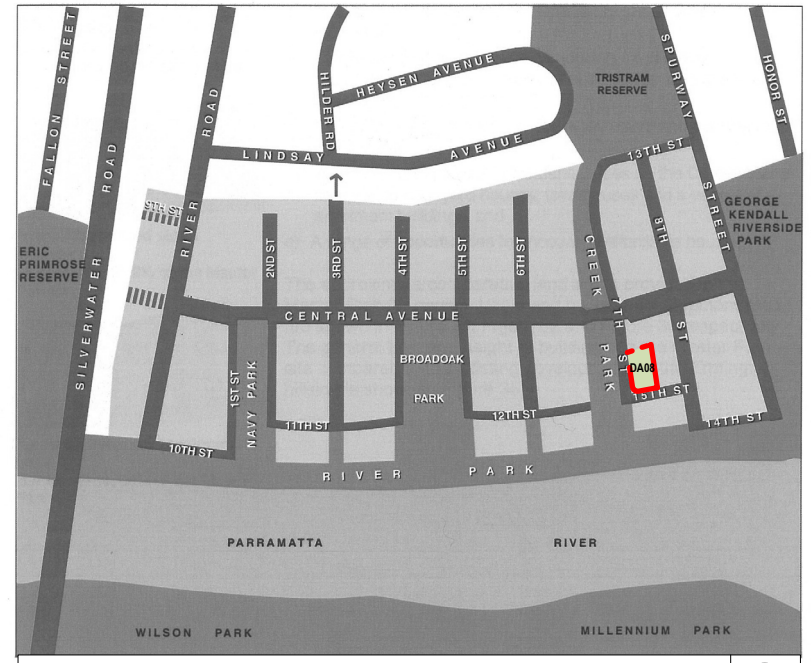 FALLON STREET
SILVERWATER ROAD
RIVER ROAD
HILDER RD
HEYSEN AVENUE
LINDSAY AVENUE
TRISTRAM
RESERVE
SPURWAY STREET
HONOR ST
13TH ST
GEORGE
KENDALL
RIVERSIDE
PARK
9TH ST
ERIC
PRIMROSE
RESERVE
2ND ST
3RD ST
4TH ST
5TH ST
6TH ST
8TH ST
CREEK PARK
7TH ST
CENTRAL AVENUE
BROADOAK
PARK
1ST ST
NAVY PARK
DA08
15TH ST
14TH ST
12TH ST
11TH ST
10TH ST
RIVER PARK
PARRAMATTA RIVER
WILSON PARK
MILLENNIUM PARK